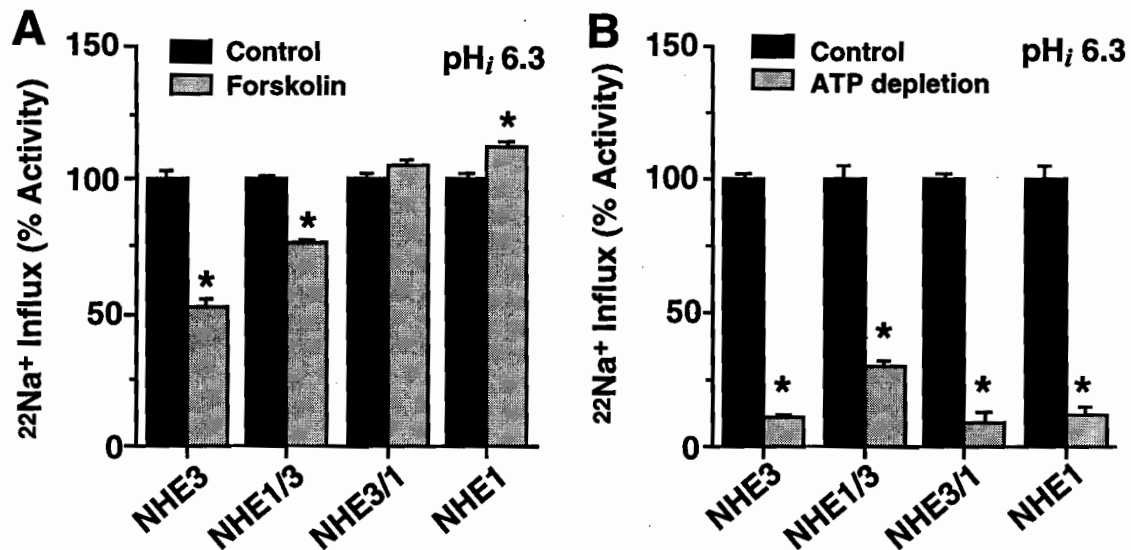 A
150
100
50
0
²²Na⁺ Influx (% Activity)
Control
Forskolin
pHi 6.3
*
*
*
NHE3
NHE1/3
NHE3/1
NHE1
B
150
100
50
0
²²Na⁺ Influx (% Activity)
Control
ATP depletion
pHi 6.3
*
*
*
*
NHE3
NHE1/3
NHE3/1
NHE1